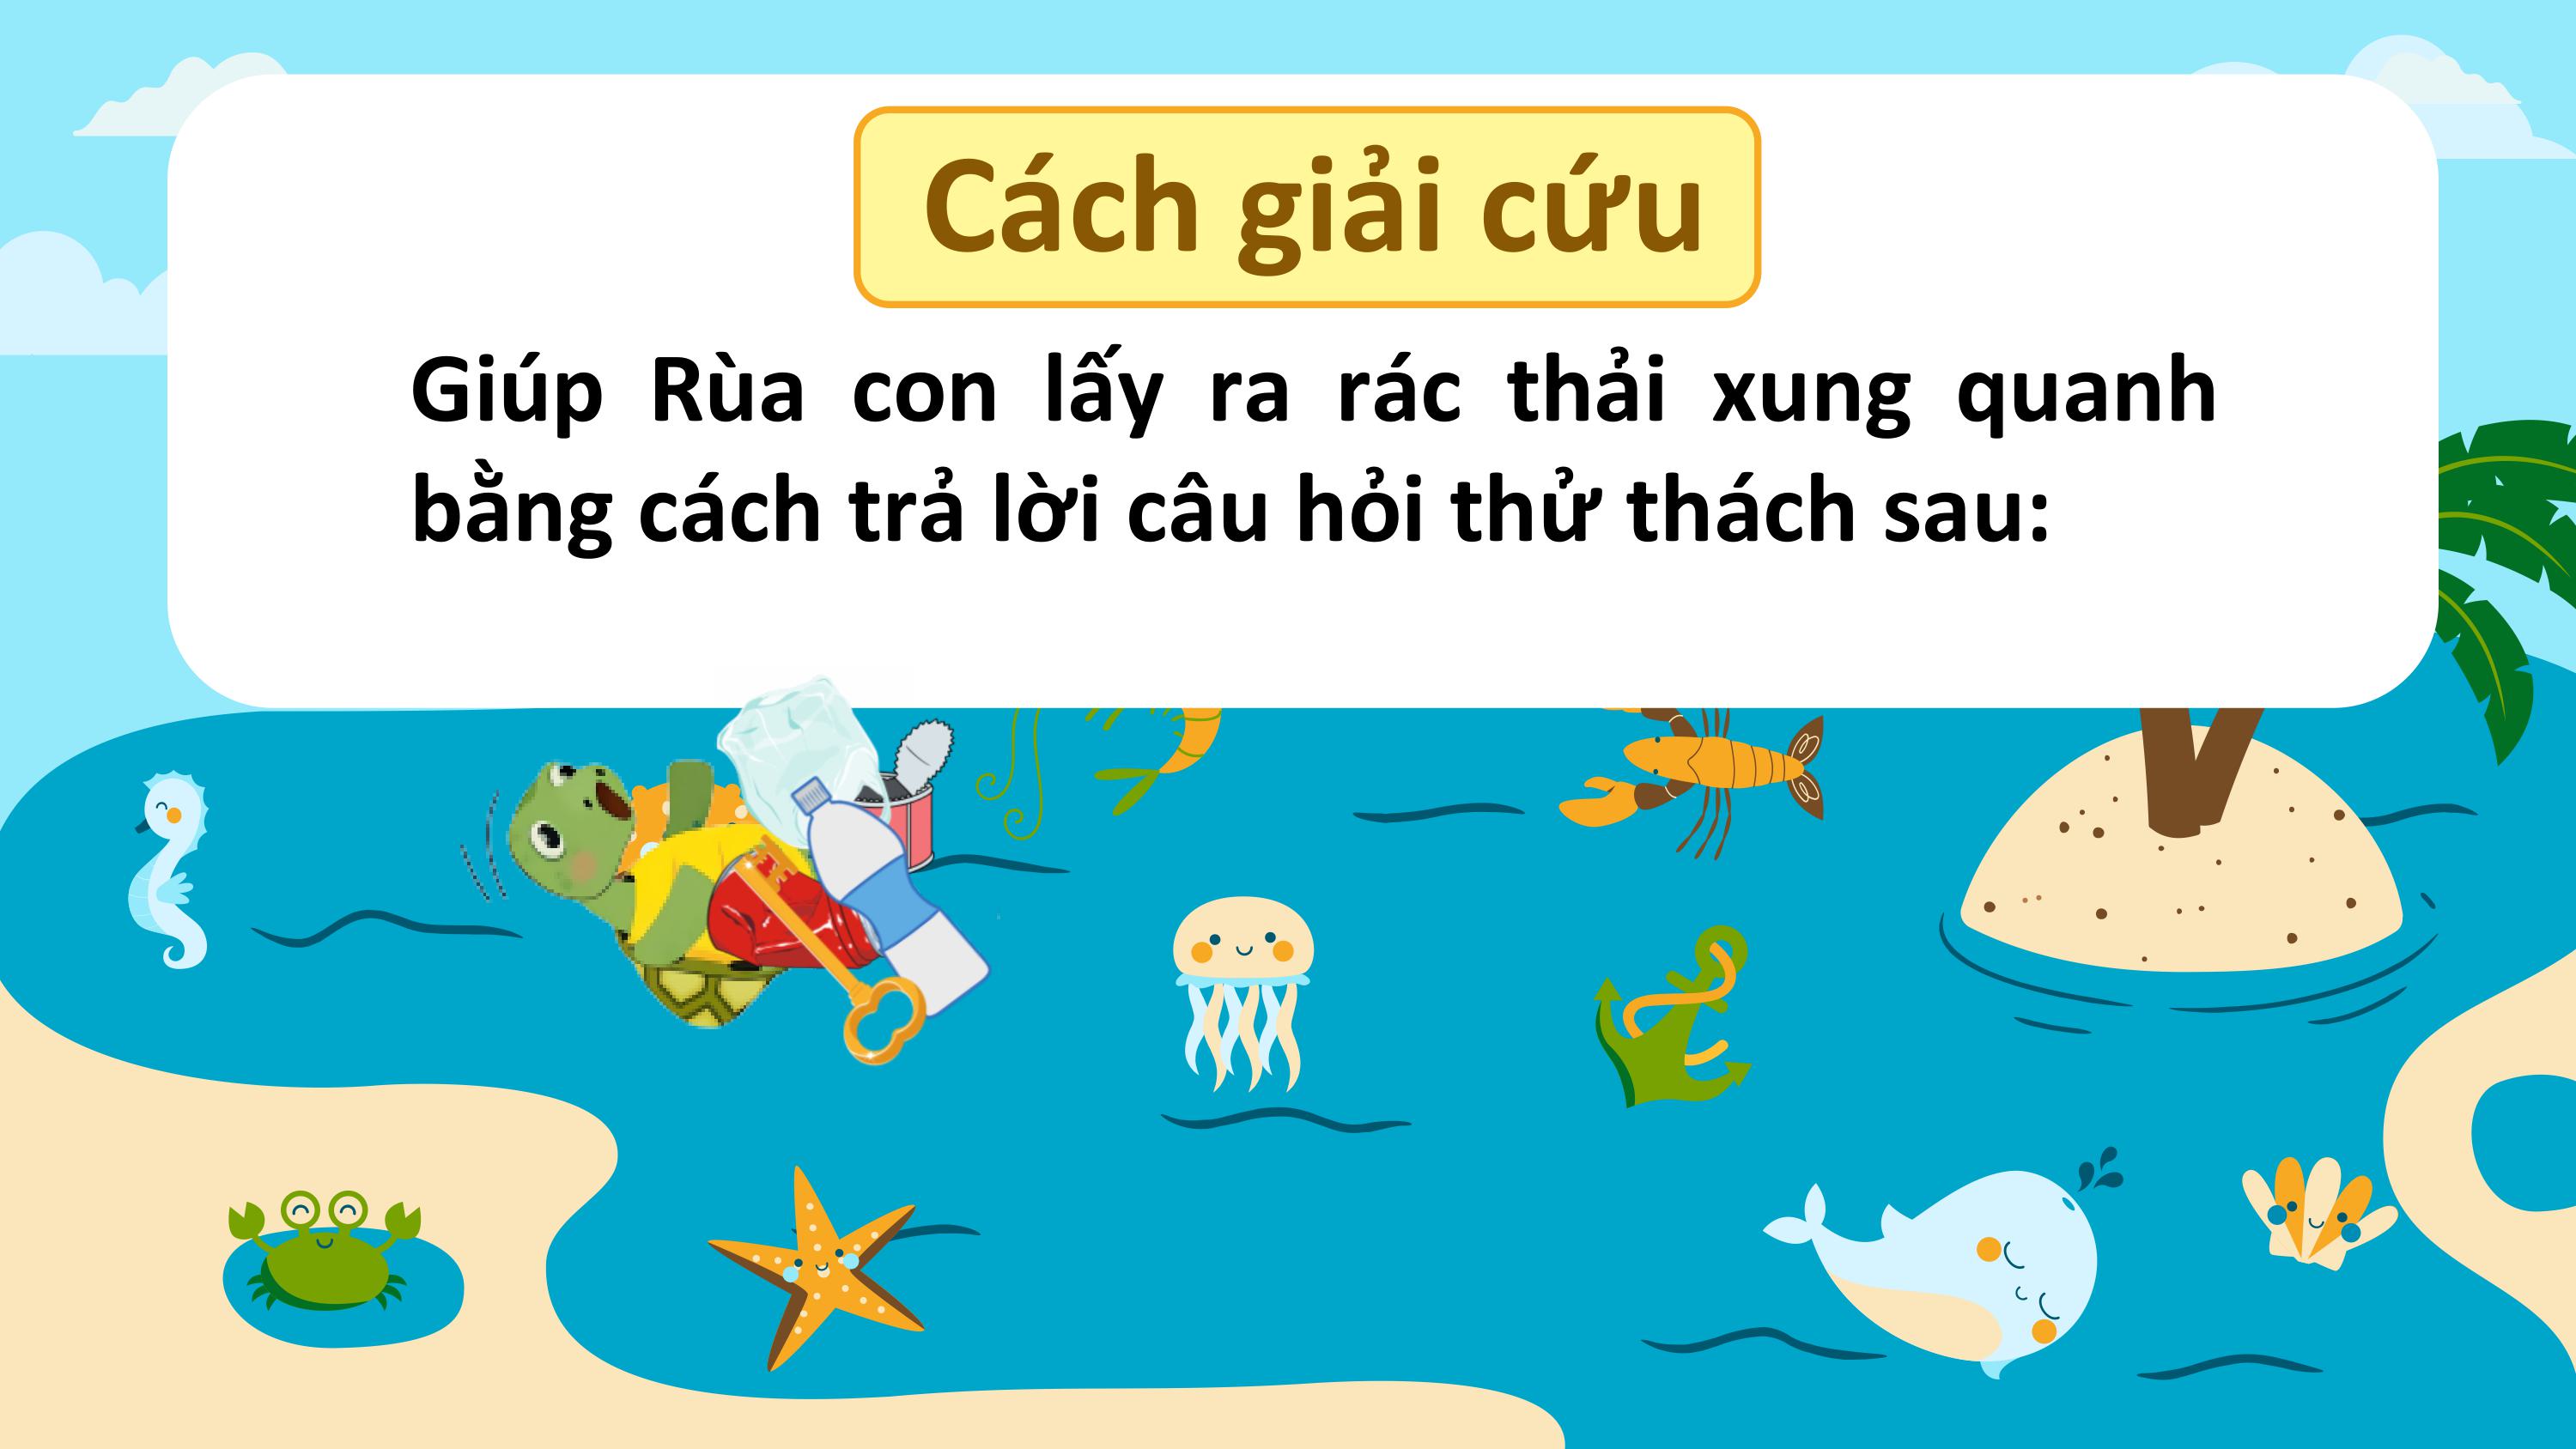 Cách giải cứu
Giúp Rùa con lấy ra rác thải xung quanh
bằng cách trả lời câu hỏi thử thách sau: